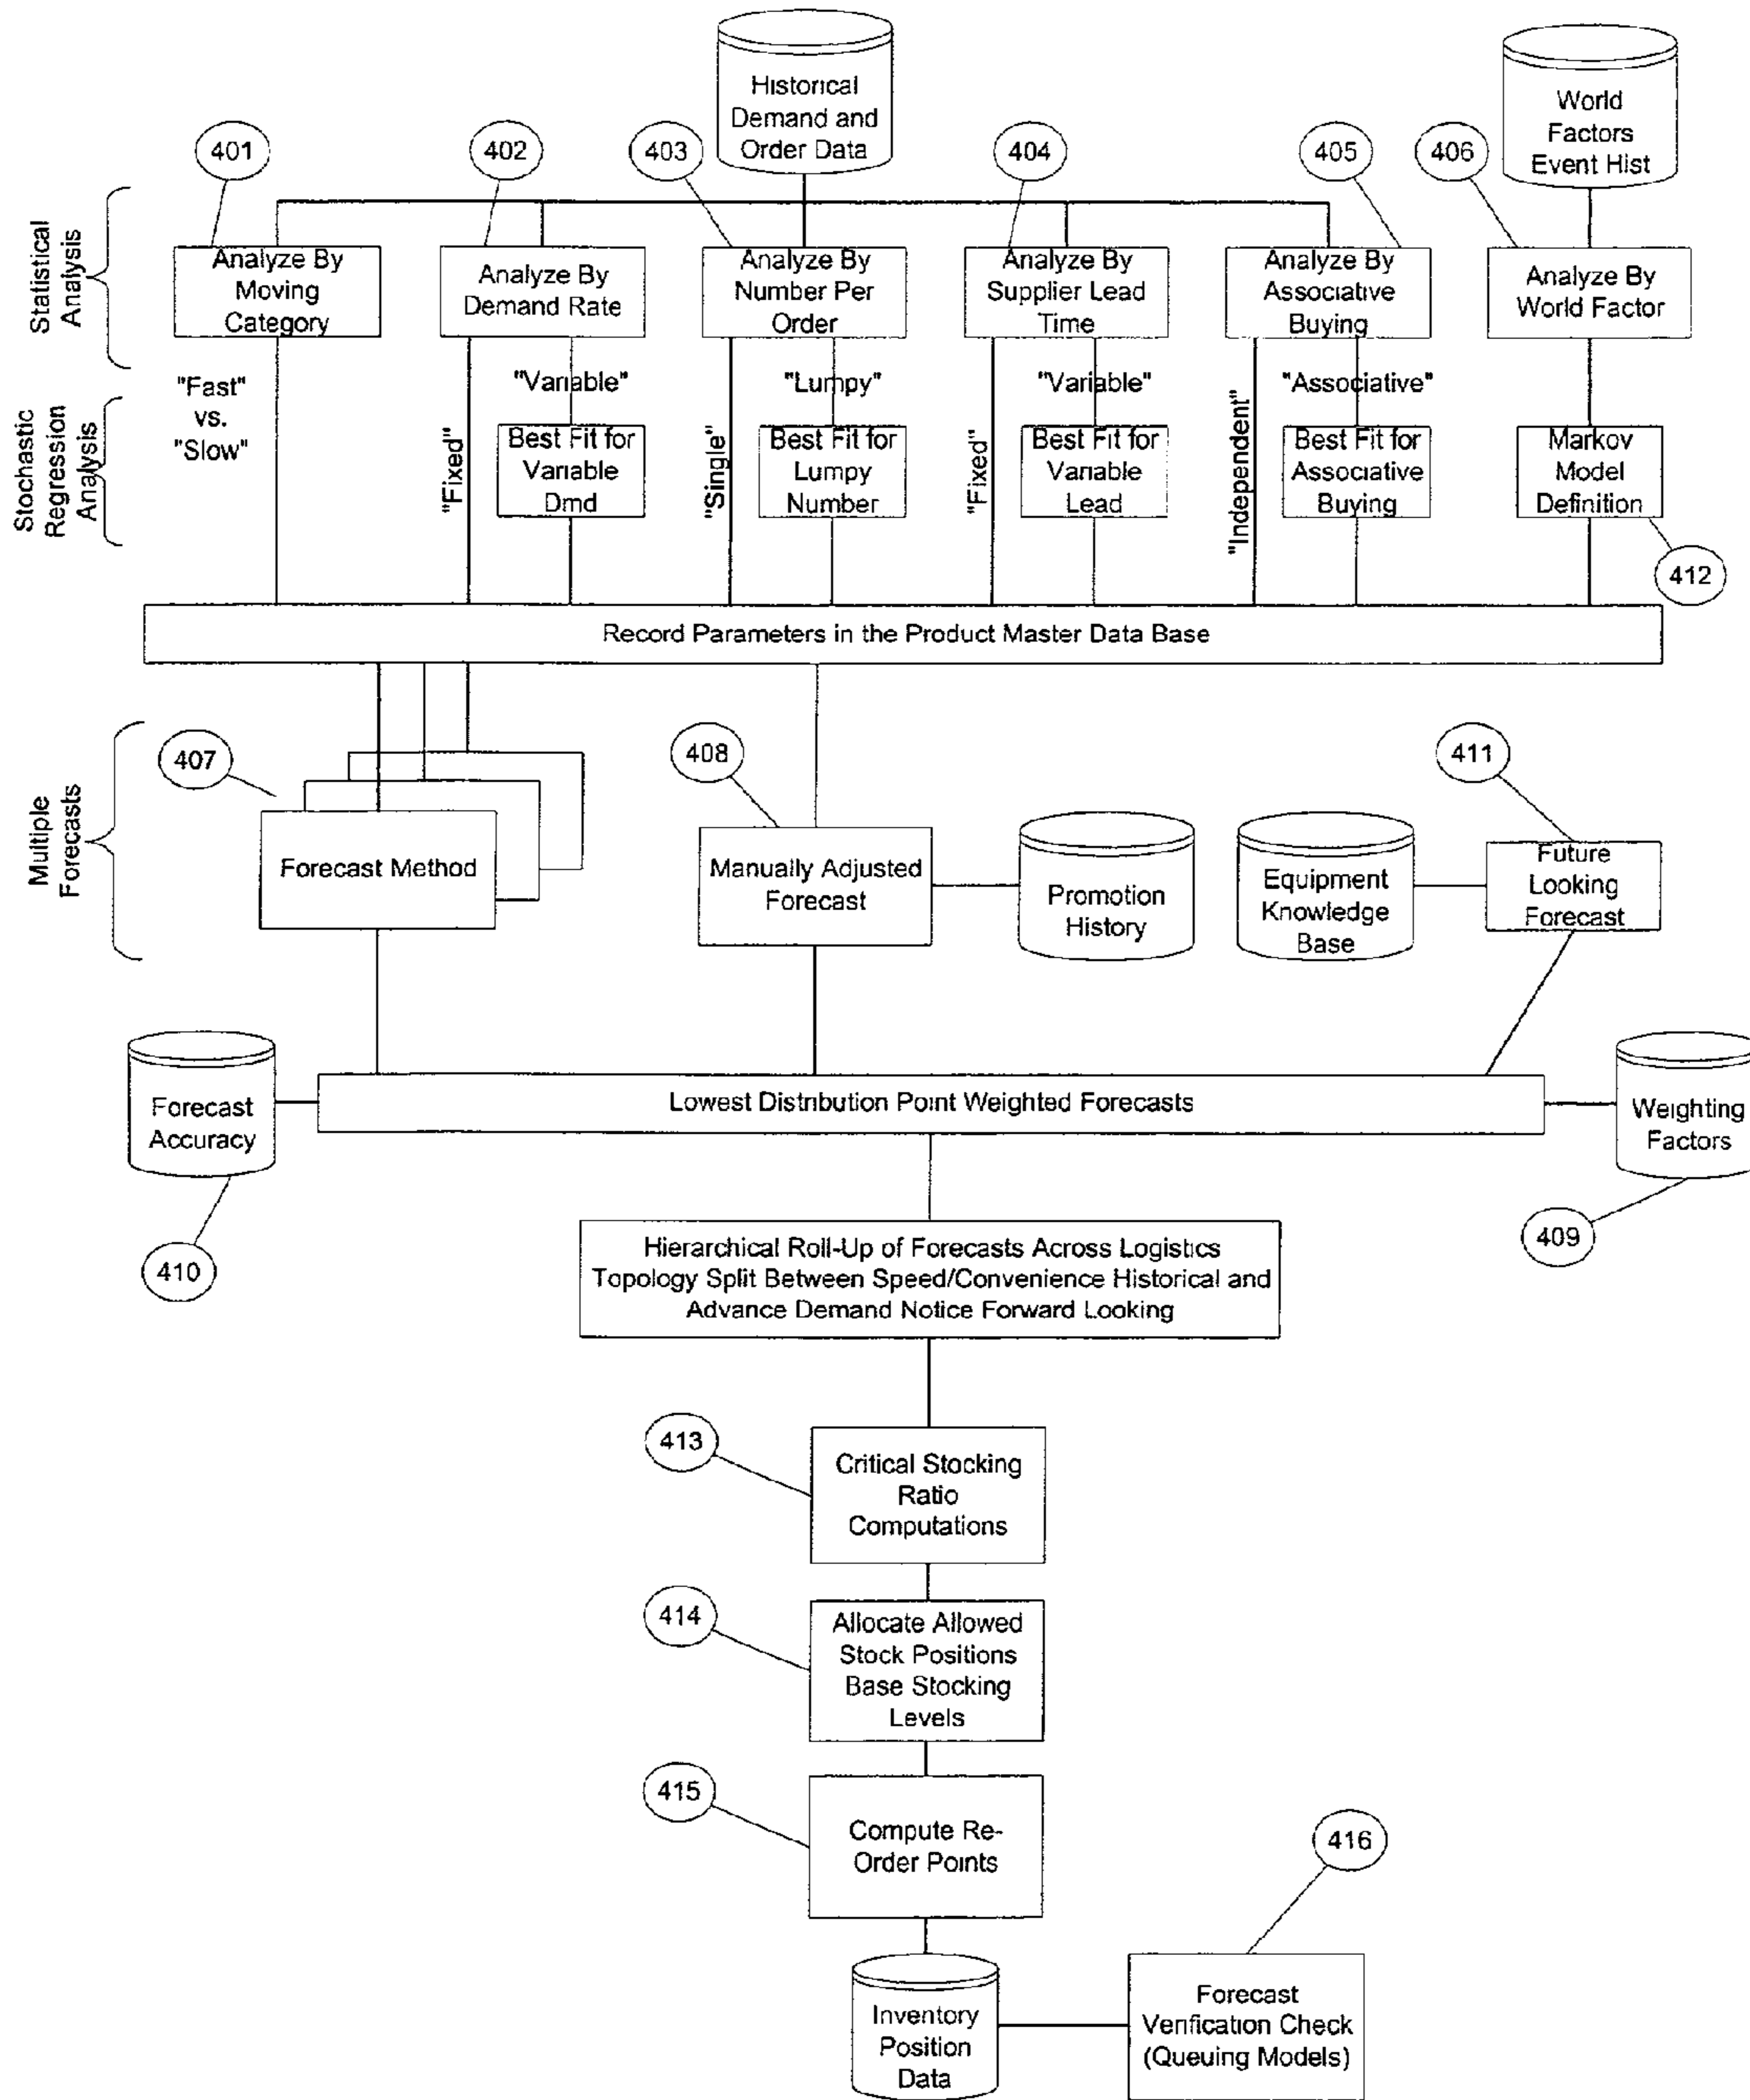 Historical
Demand and
Order Data
World
Factors
Event Hist
401
402
403
404
405
406
Statistical
Analysis
Analyze By
Moving
Category
Analyze By
Demand Rate
Analyze By
Number Per
Order
Analyze By
Supplier Lead
Time
Analyze By
Associative
Buying
Analyze By
World Factor
Stochastic
Regression
Analysis
"Fast"
vs.
"Slow"
"Fixed"
"Variable"
Best Fit for
Variable
Dmd
"Single"
"Lumpy"
Best Fit for
Lumpy
Number
"Fixed"
"Variable"
Best Fit for
Variable
Lead
"Independent"
"Associative"
Best Fit for
Associative
Buying
Markov
Model
Definition
412
Record Parameters in the Product Master Data Base
Multiple
Forecasts
407
Forecast Method
408
Manually Adjusted
Forecast
Promotion
History
Equipment
Knowledge
Base
411
Future
Looking
Forecast
Forecast
Accuracy
410
Lowest Distribution Point Weighted Forecasts
Weighting
Factors
409
Hierarchical Roll-Up of Forecasts Across Logistics
Topology Split Between Speed/Convenience Historical and
Advance Demand Notice Forward Looking
413
Critical Stocking
Ratio
Computations
414
Allocate Allowed
Stock Positions
Base Stocking
Levels
415
Compute Re-
Order Points
416
Inventory
Position
Data
Forecast
Verification Check
(Queuing Models)